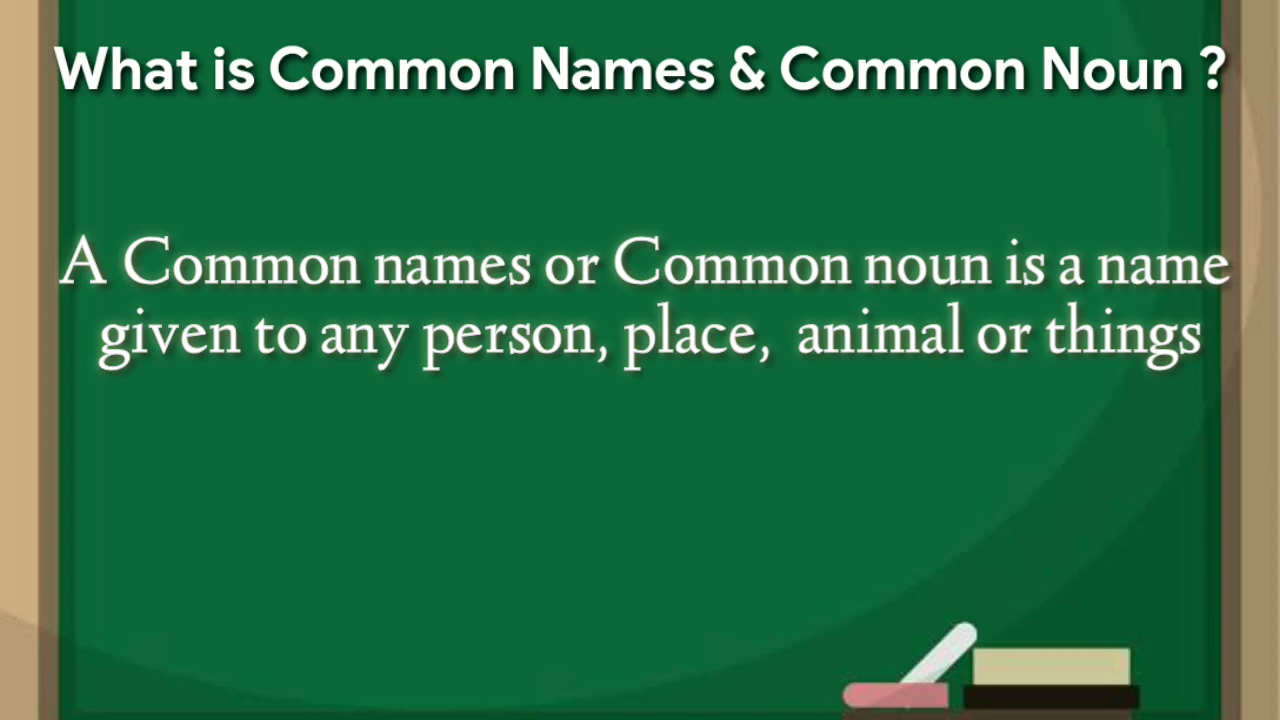 What is Common Names & Common Noun ?
A Common names or Common noun is a name
given to any person, place, animal or things